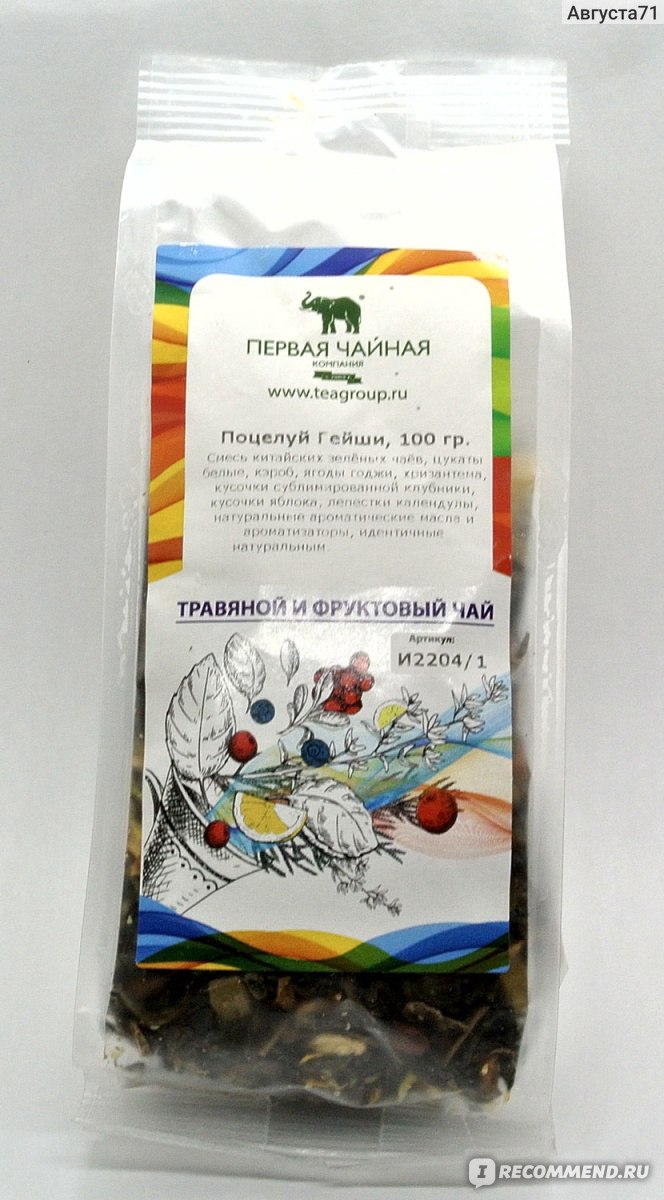 Августа71
ПЕРВАЯ ЧАЙНАЯ
КОМПАНИЯ
www.teagroup.ru
Поцелуй Гейши, 100 гр.
Смесь китайских зелёных чаёв, цукаты
белые, кэроб, ягоды годжи, хризантема,
кусочки сублимированной клубники,
кусочки яблока, лепестки календулы,
натуральные ароматические масла и
ароматизаторы, идентичные
натуральным.
ТРАВЯНОЙ И ФРУКТОВЫЙ ЧАЙ
Артикул:
И2204/1
IRECOMMEND.RU